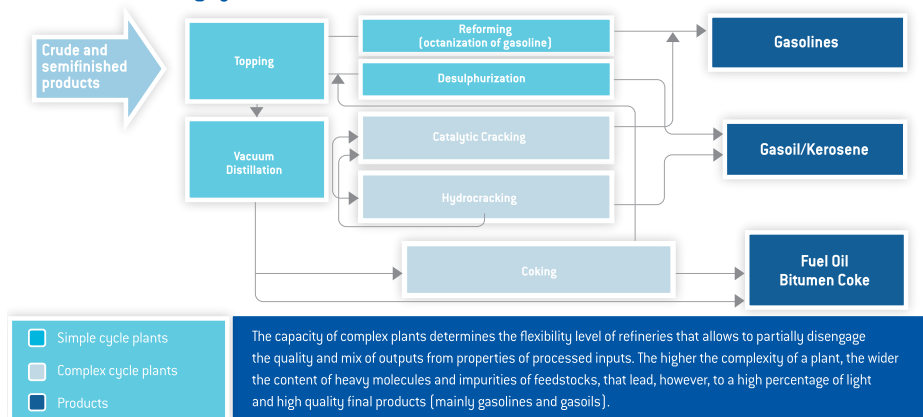 Crude and
semifinished
products
Topping
Reforming
(octanization of gasoline)
Desulphurization
Gasolines
Vacuum
Distillation
Catalytic Cracking
Gasoil/Kerosene
Hydrocracking
Coking
Fuel Oil
Bitumen Coke
Simple cycle plants
Complex cycle plants
Products
The capacity of complex plants determines the flexibility level of refineries that allows to partially disengage
the quality and mix of outputs from properties of processed inputs. The higher the complexity of a plant, the wider
the content of heavy molecules and impurities of feedstocks, that lead, however, to a high percentage of light
and high quality final products (mainly gasolines and gasoils).